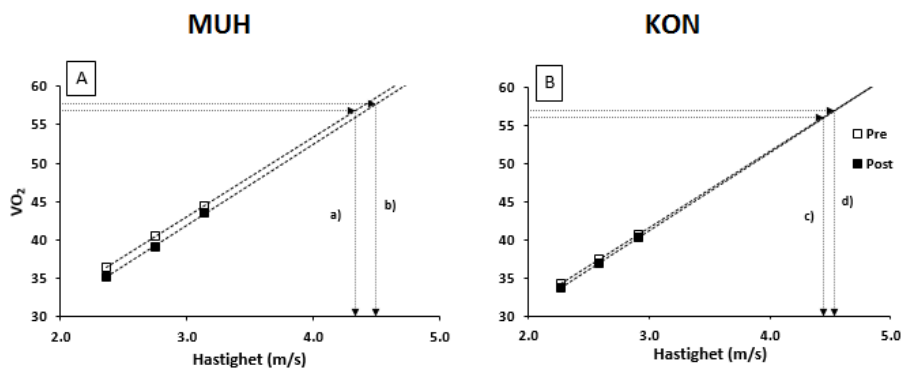 MUH
KON
A
60
55
50
45
40
35
30
VO₂
a)
b)
2.0 3.0 4.0 5.0
Hastighet (m/s)
B
60
55
50
45
40
35
30
Pre
Post
c)
d)
2.0 3.0 4.0 5.0
Hastighet (m/s)